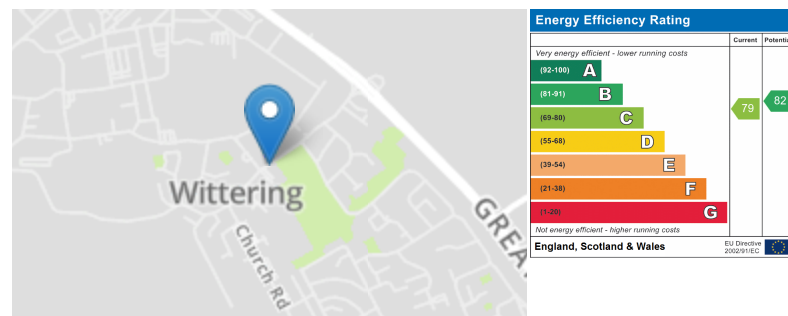 Wittering
Church Rd
GREA
Energy Efficiency Rating
Current Potentia
Very energy efficient - lower running costs
(92-100) A
(81-91) B
(69-80) C
(55-68) D
(39-54) E
(21-38) F
(1-20) G
79
82
Not energy efficient - higher running costs
England, Scotland & Wales
EU Directive
2002/91/EC